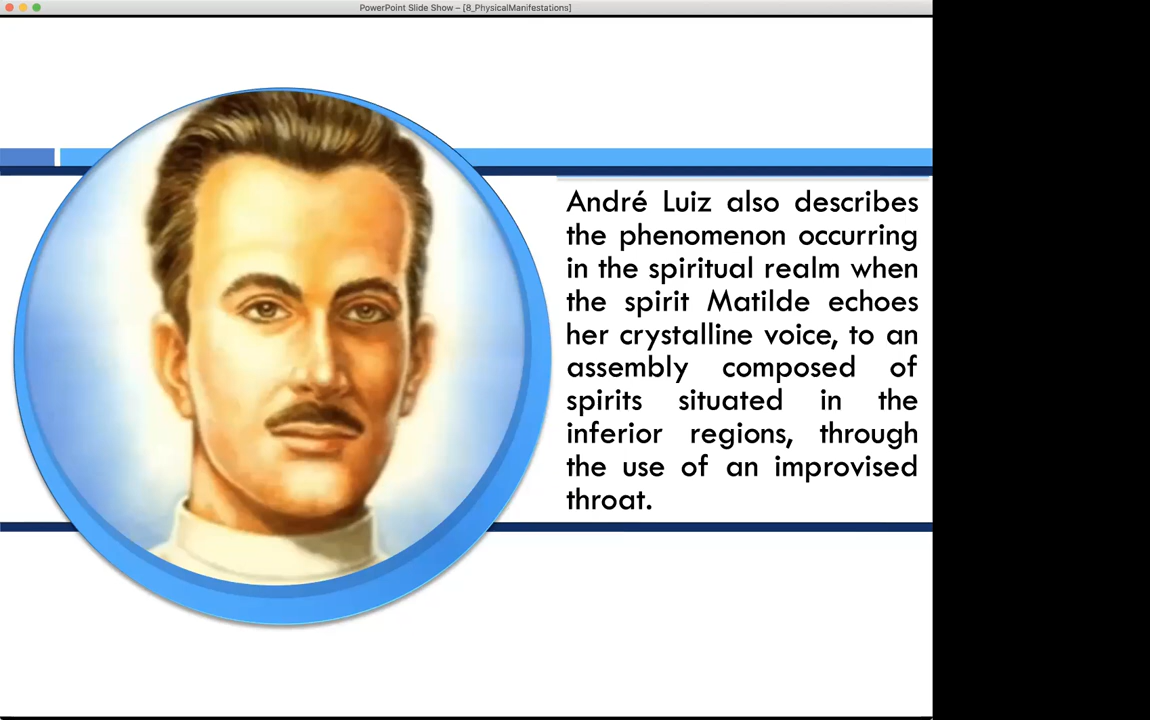 PowerPoint Slide Show – [8_PhysicalManifestations]
André Luiz also describes
the phenomenon occurring
in the spiritual realm when
the spirit Matilde echoes
her crystalline voice, to an
assembly composed of
spirits situated in the
inferior regions, through
the use of an improvised
throat.